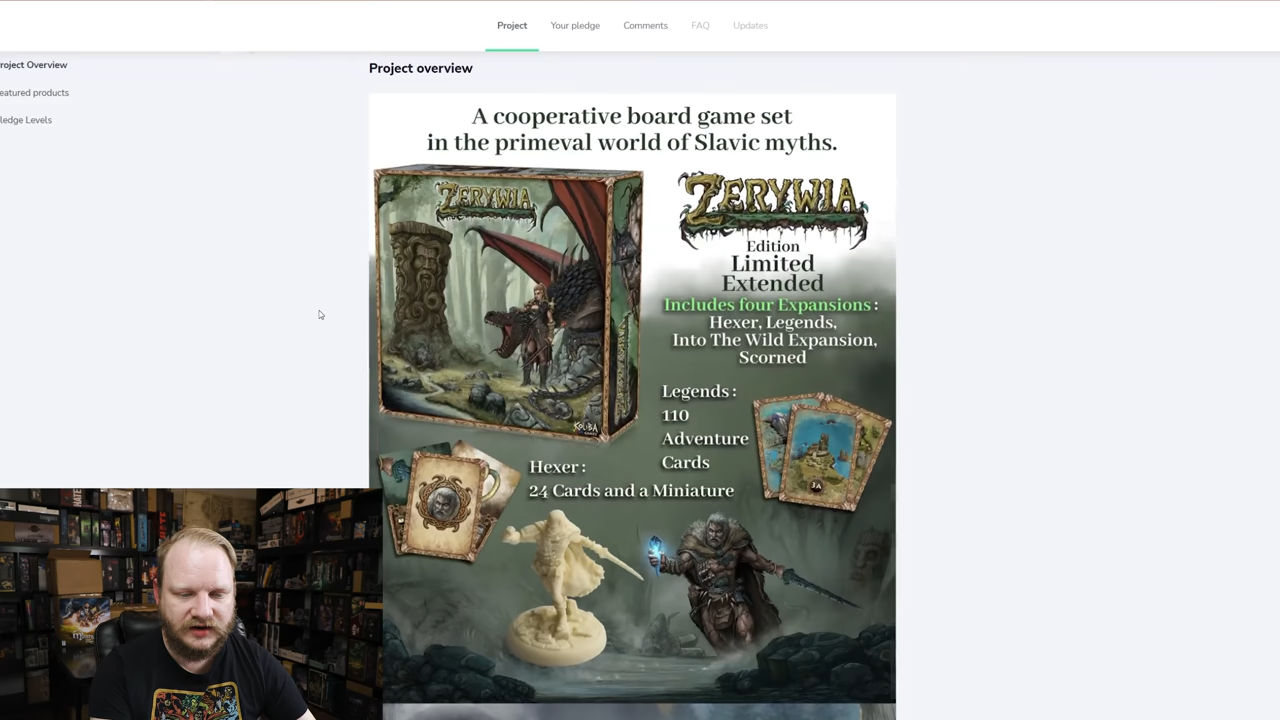 Project Your pledge Comments FAQ Updates
roject Overview
eatured products
ledge Levels
Project overview
A cooperative board game set
in the primeval world of Slavic myths.
ZERYWIA
KOLIBA
ZERYWIA
Edition
Limited
Extended
Includes four Expansions :
Hexer, Legends,
Into The Wild Expansion,
Scorned
Legends :
110
Adventure
Cards
3A
Hexer :
24 Cards and a Miniature